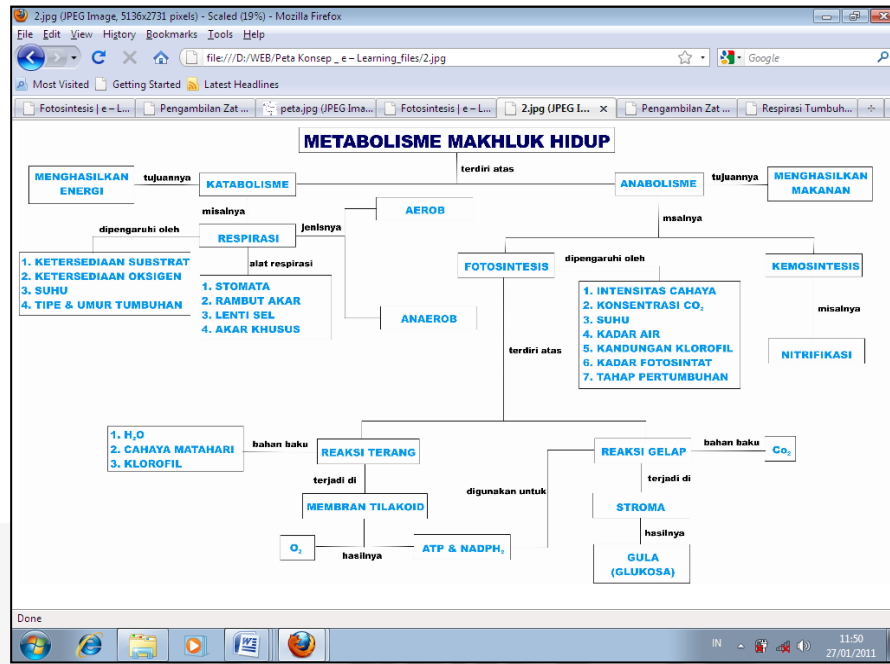 2.jpg (JPEG Image, 5136x2731 pixels) - Scaled (19%) - Mozilla Firefox
File Edit View History Bookmarks Tools Help
file:///D:/WEB/Peta Konsep _ e – Learning_files/2.jpg
Google
Most Visited Getting Started Latest Headlines
Fotosintesis | e – L... Pengambilan Zat ... peta.jpg (JPEG Ima... Fotosintesis | e – L... 2.jpg (JPEG I... Pengambilan Zat ... Respirasi Tumbuh...
METABOLISME MAKHLUK HIDUP
terdiri atas
MENGHASILKAN
ENERGI
tujuannya
KATABOLISME
ANABOLISME
tujuannya
MENGHASILKAN
MAKANAN
misalnya
msalnya
dipengaruhi oleh
RESPIRASI
jenisnya
AEROB
ANAEROB
1. KETERSEDIAAN SUBSTRAT
2. KETERSEDIAAN OKSIGEN
3. SUHU
4. TIPE & UMUR TUMBUHAN
alat respirasi
1. STOMATA
2. RAMBUT AKAR
3. LENTI SEL
4. AKAR KHUSUS
FOTOSINTESIS
dipengaruhi oleh
KEMOSINTESIS
1. INTENSITAS CAHAYA
2. KONSENTRASI CO₂
3. SUHU
4. KADAR AIR
5. KANDUNGAN KLOROFIL
6. KADAR FOTOSINTAT
7. TAHAP PERTUMBUHAN
misalnya
NITRIFIKASI
terdiri atas
1. H₂O
2. CAHAYA MATAHARI
3. KLOROFIL
bahan baku
REAKSI TERANG
REAKSI GELAP
bahan baku
Co₂
terjadi di
terjadi di
digunakan untuk
MEMBRAN TILAKOID
STROMA
hasilnya
O₂
hasilnya
ATP & NADPH₂
GULA
(GLUKOSA)
Done
IN
11:50
27/01/2011